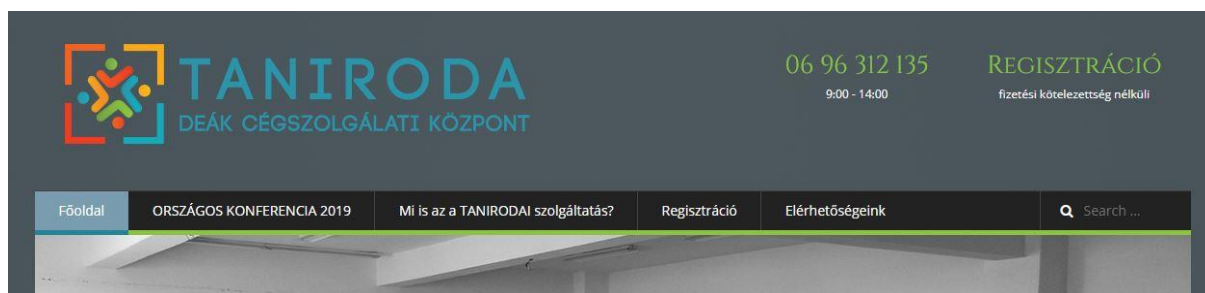 TANIRODA
DEÁK CÉGSZOLGÁLATI KÖZPONT
06 96 312 135
9:00 - 14:00
REGISZTRÁCIÓ
fizetési kötelezettség nélküli
Főoldal
ORSZÁGOS KONFERENCIA 2019
Mi is az a TANIRODAI szolgáltatás?
Regisztráció
Elérhetőségeink
Search ...